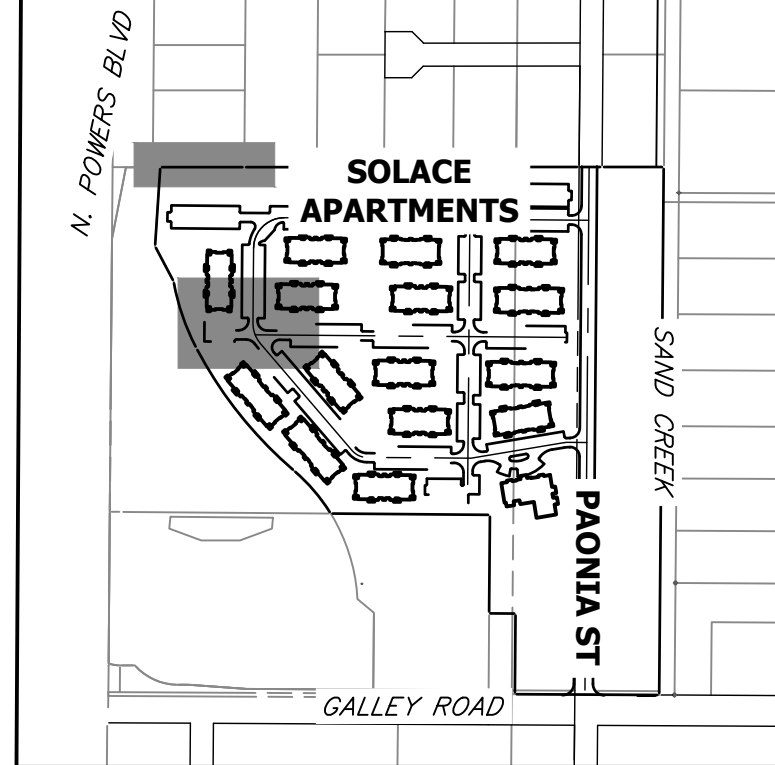 N. POWERS BLVD
SOLACE
APARTMENTS
SAND CREEK
PAONIA ST
GALLEY ROAD